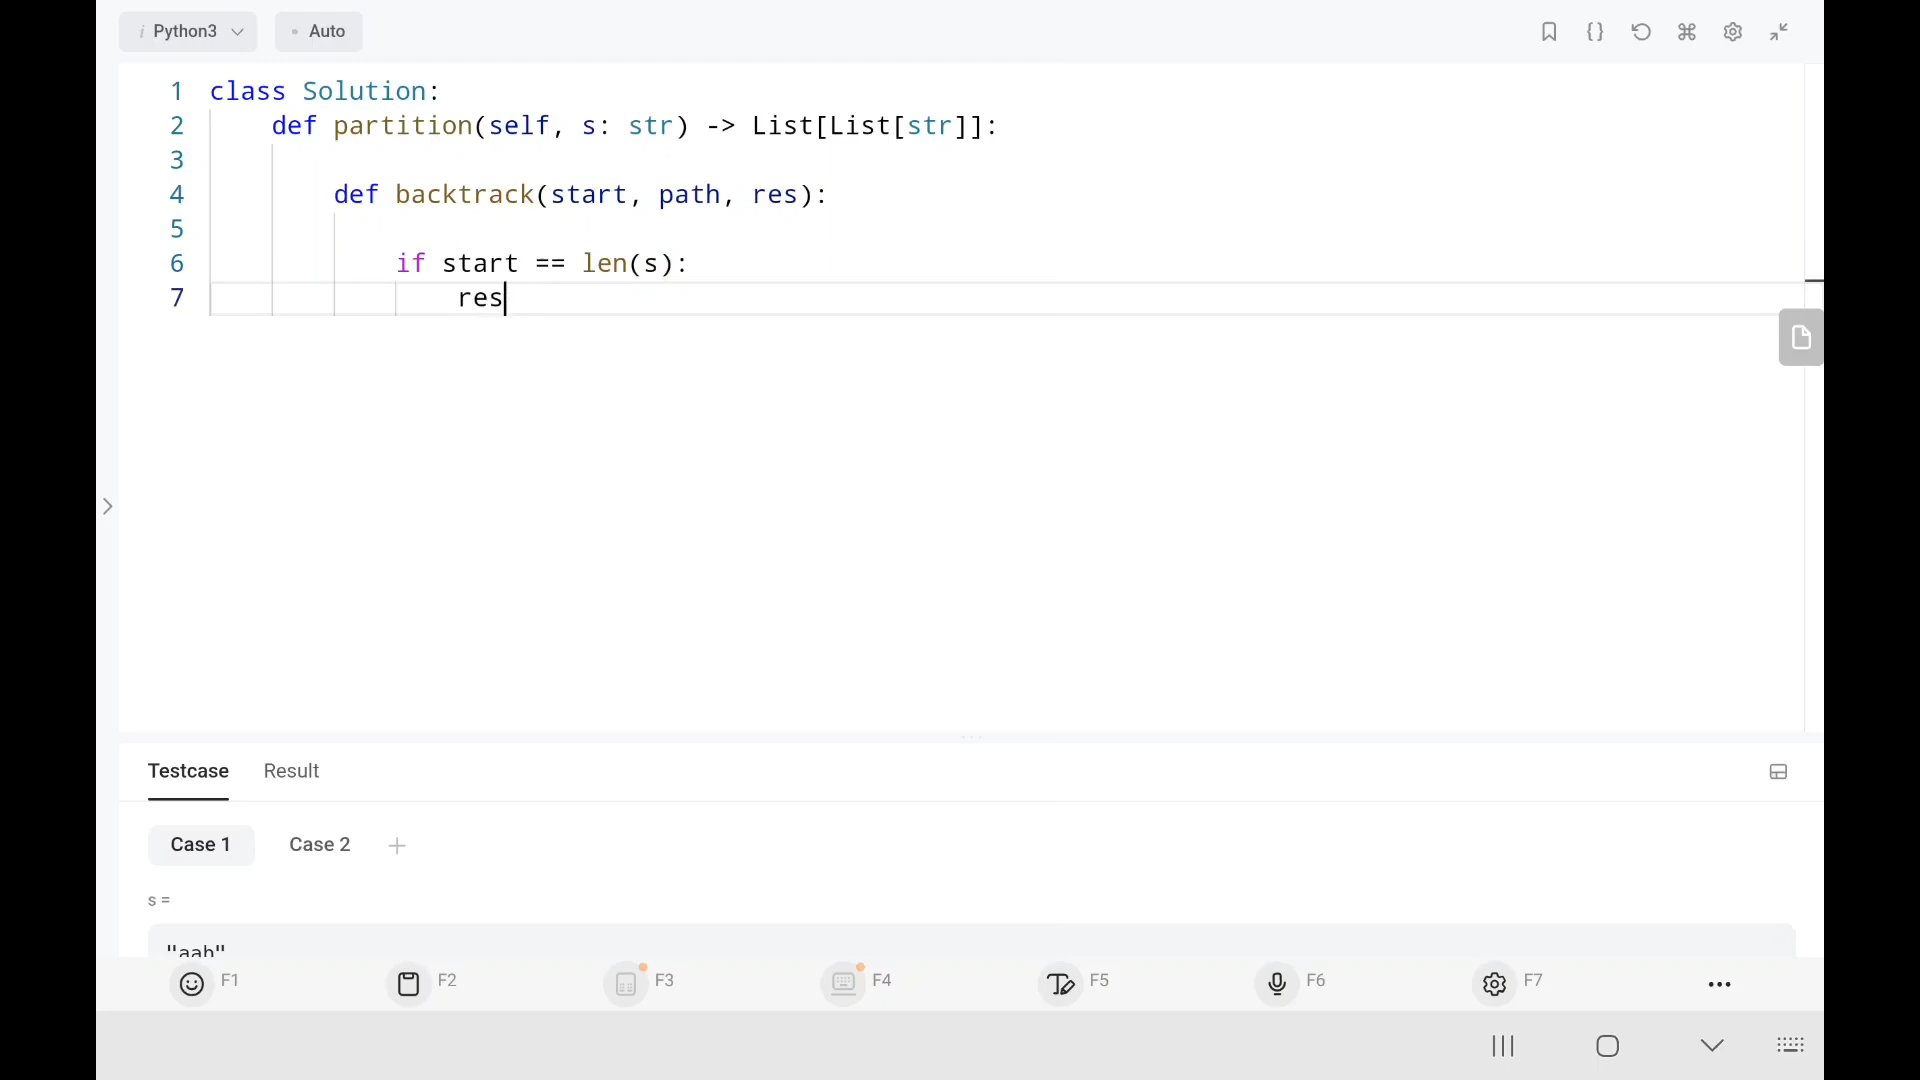 Python3
Auto
1 class Solution:
2 def partition(self, s: str) -> List[List[str]]:
3
4 def backtrack(start, path, res):
5
6 if start == len(s):
7 res
Testcase Result
Case 1 Case 2
s =
"aab"
F1 F2 F3 F4 F5 F6 F7